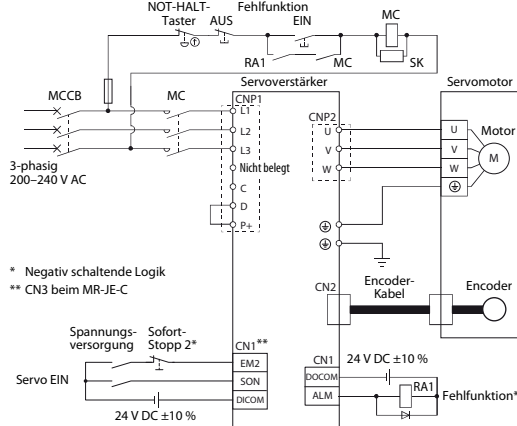 NOT-HALT-
Taster
AUS
Fehlfunktion
EIN
MC
RA1
MC
SK
MCCB
MC
Servoverstärker
Servomotor
CNP1
L1
L2
L3
Nicht belegt
C
D
P+
CNP2
U
V
W
U
V
W
Motor
M
3-phasig
200–240 V AC
* Negativ schaltende Logik
** CN3 beim MR-JE-C
CN2
Encoder-
Kabel
Encoder
Spannungs-
versorgung
Sofort-
Stopp 2*
CN1**
EM2
SON
DICOM
Servo EIN
24 V DC ±10 %
CN1
24 V DC ±10 %
DOCOM
ALM
RA1
Fehlfunktion*